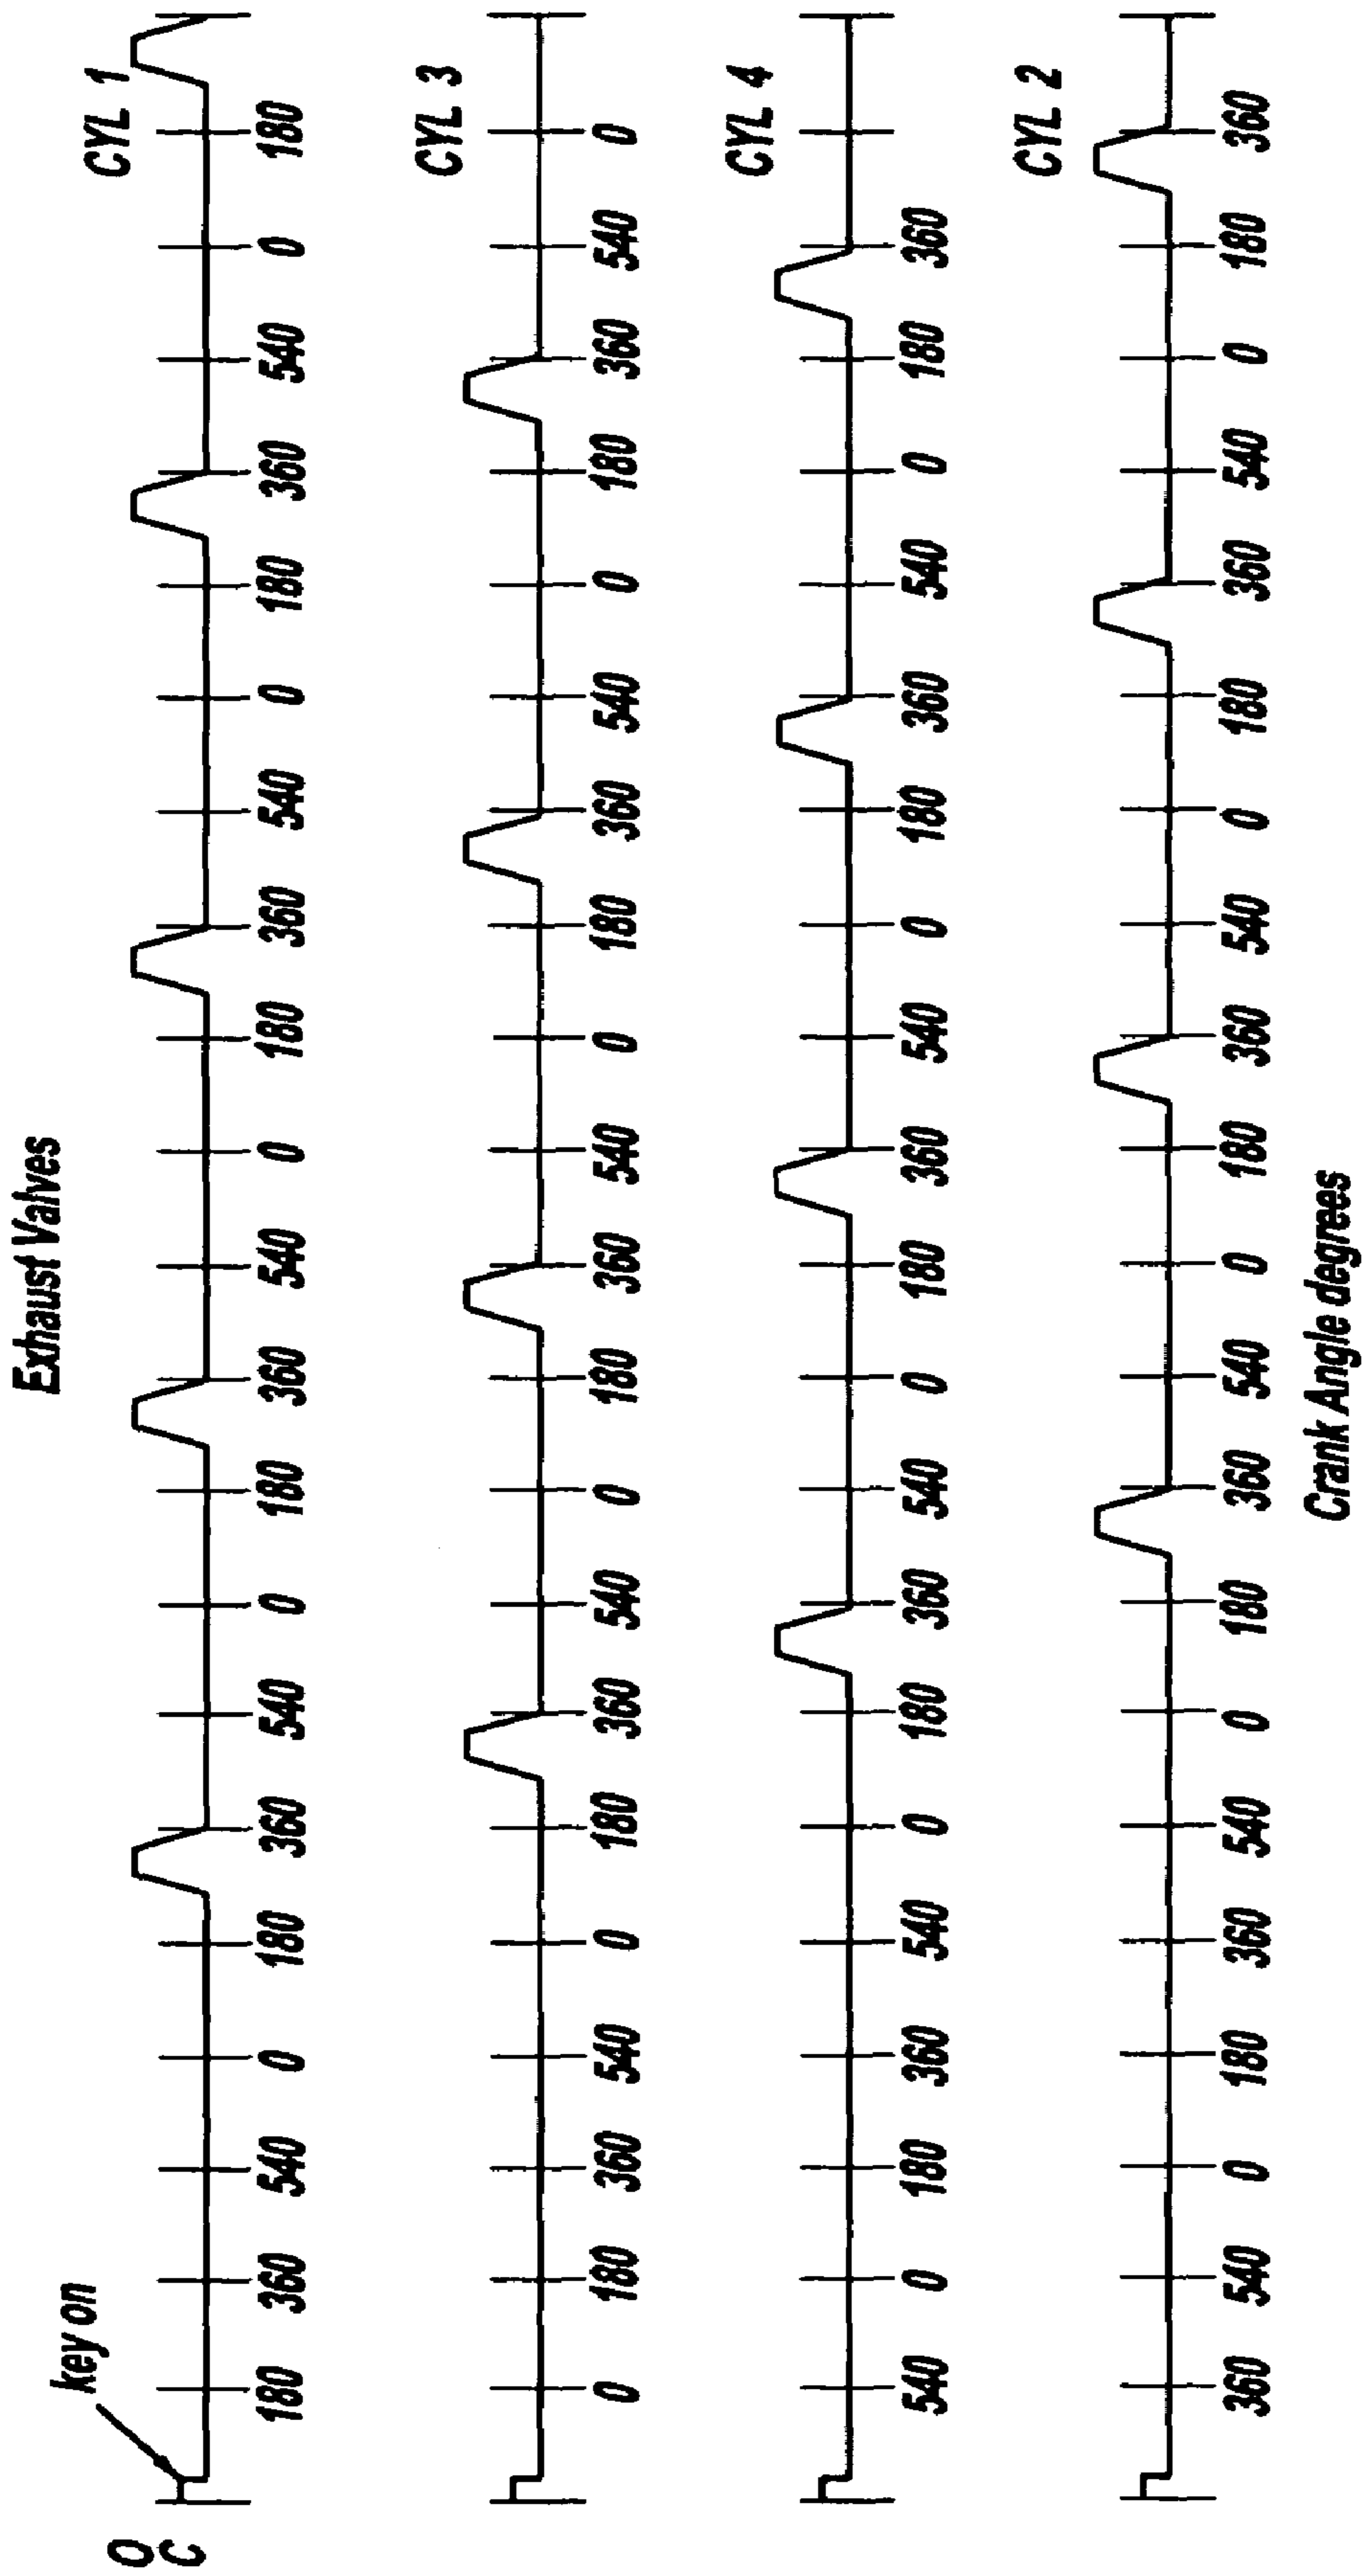 Exhaust Valves
key on
O
C
CYL 1
180 360 540 0 180 360 540 0 180 360 540 0 180 360 540 0 180 360 540 0 180
CYL 3
0 180 360 540 0 180 360 540 0 180 360 540 0 180 360 540 0 180 360 540 0
CYL 4
540 0 180 360 540 0 180 360 540 0 180 360 540 0 180 360 540 0 180 360
CYL 2
360 540 0 180 360 540 0 180 360 540 0 180 360 540 0 180 360 540 0 180 360
Crank Angle degrees